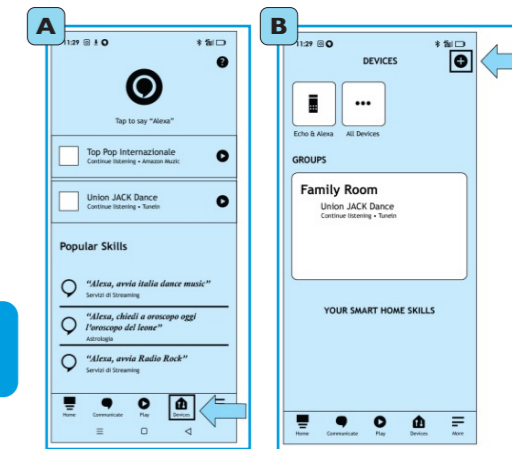 A
11:29
?
Tap to say “Alexa”
Top Pop Internazionale
Continue listening • Amazon Music
Union JACK Dance
Continue listening • TuneIn
Popular Skills
“Alexa, avvia italia dance music”
Servizi di Streaming
“Alexa, chiedi a oroscopo oggi
l’oroscopo del leone”
Astrologia
“Alexa, avvia Radio Rock”
Servizi di Streaming
Home Communicate Play Devices
B
11:29
DEVICES
Echo & Alexa All Devices
GROUPS
Family Room
Union JACK Dance
Continue listening • TuneIn
YOUR SMART HOME SKILLS
Home Communicate Play Devices More